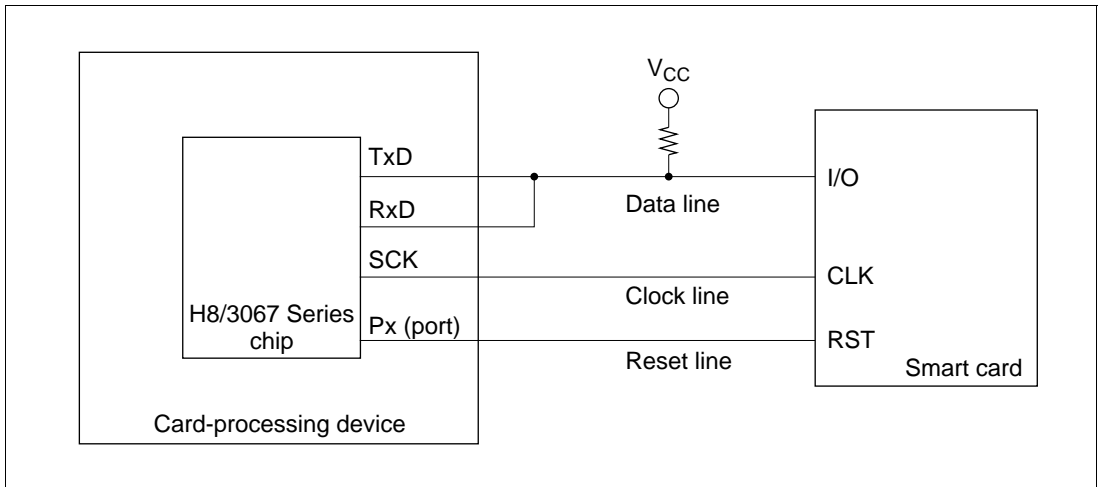 VCC
TxD
I/O
Data line
RxD
SCK
CLK
Clock line
H8/3067 Series
chip
Px (port)
RST
Reset line
Smart card
Card-processing device